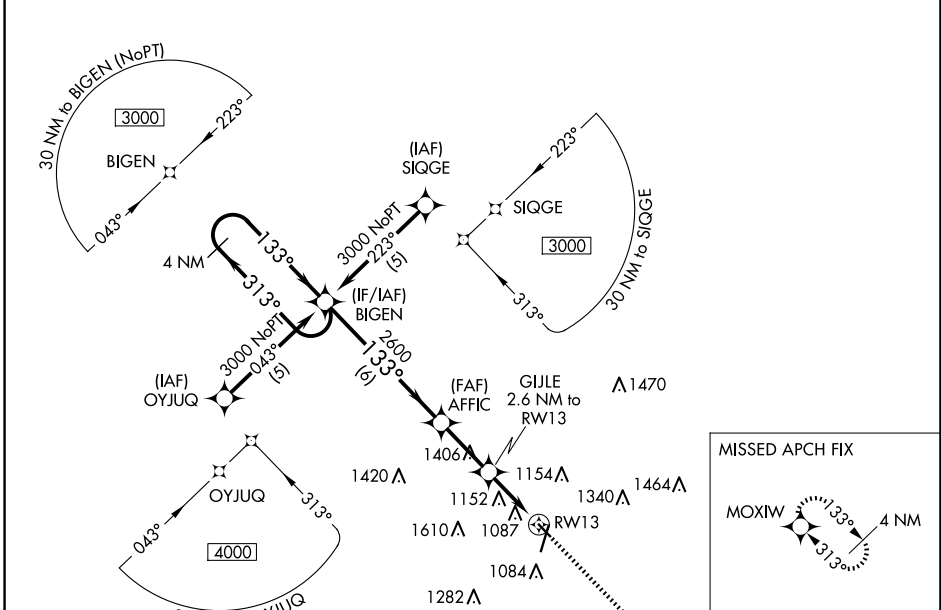 30 NM to BIGEN (NoPT)
3000
223°
BIGEN
043°
(IAF)
SIQGE
223°
SIQGE
3000
30 NM to SIQGE
313°
3000 NoPT
223°
(5)
133°
4 NM
313°
(IF/IAF)
BIGEN
3000 NoPT
043°
(5)
2600
133°
(6)
(IAF)
OYJUQ
(FAF)
AFFIC
GIJLE
2.6 NM to
RW13
1470
1406
1420
1154
1464
1152
1340
1610
1087
RW13
1084
1282
OYJUQ
043°
313°
4000
MISSED APCH FIX
MOXIW
133°
4 NM
313°